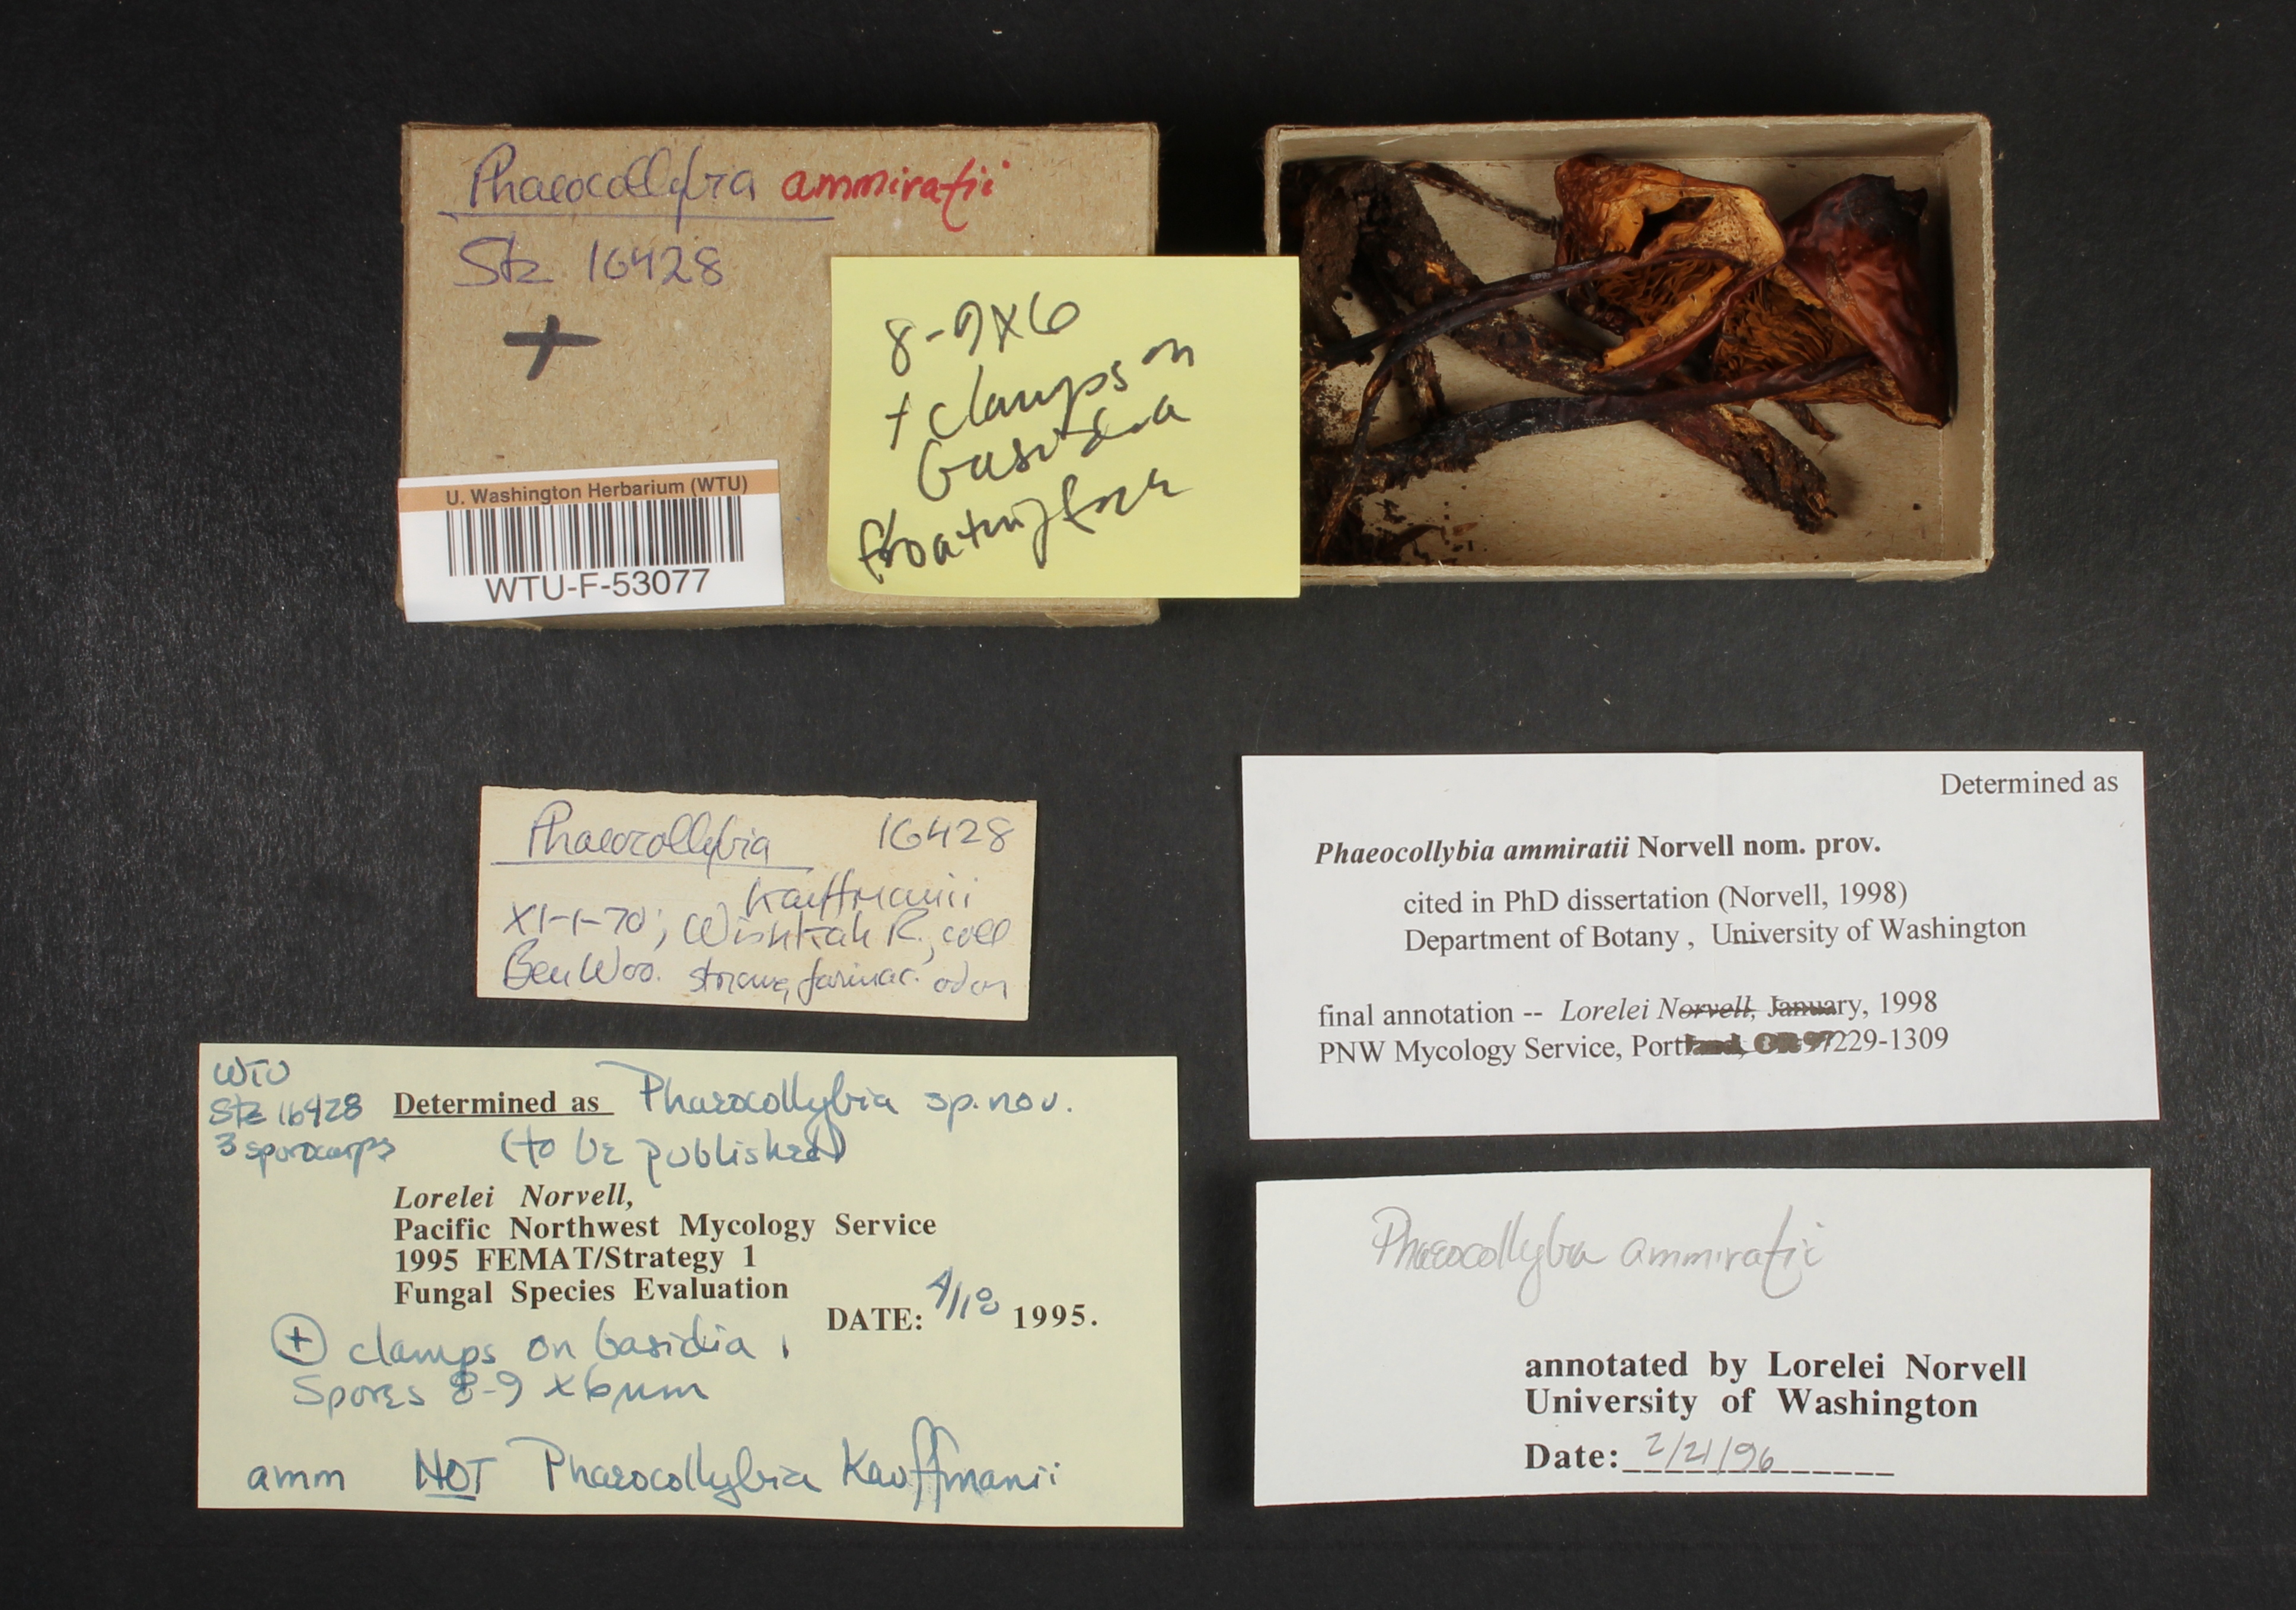 Phaeocollybia ammiratii
Stz 16428
+
U. Washington Herbarium (WTU)
WTU-F-53077
8-9X6
+ clamps on
basidia
floating free
Phaeocollybia 16428
Kauffmanii
XI-1-70; Wishkah R., coll
Ben Woo. strong farinac. odor
Determined as
Phaeocollybia ammiratii Norvell nom. prov.
cited in PhD dissertation (Norvell, 1998)
Department of Botany , University of Washington
final annotation -- Lorelei Norvell, January, 1998
PNW Mycology Service, Portland, OR 97229-1309
WTU
Stz 16428 Determined as Phaeocollybia sp. nov.
3 sporocarps (to be published)
Lorelei Norvell,
Pacific Northwest Mycology Service
1995 FEMAT/Strategy 1
Fungal Species Evaluation
DATE: 4/18 1995.
+ clamps on basidia,
Spores 8-9 x 6 µm
amm NOT Phaeocollybia Kauffmanii
Phaeocollybia ammiratii
annotated by Lorelei Norvell
University of Washington
Date: 2/21/96